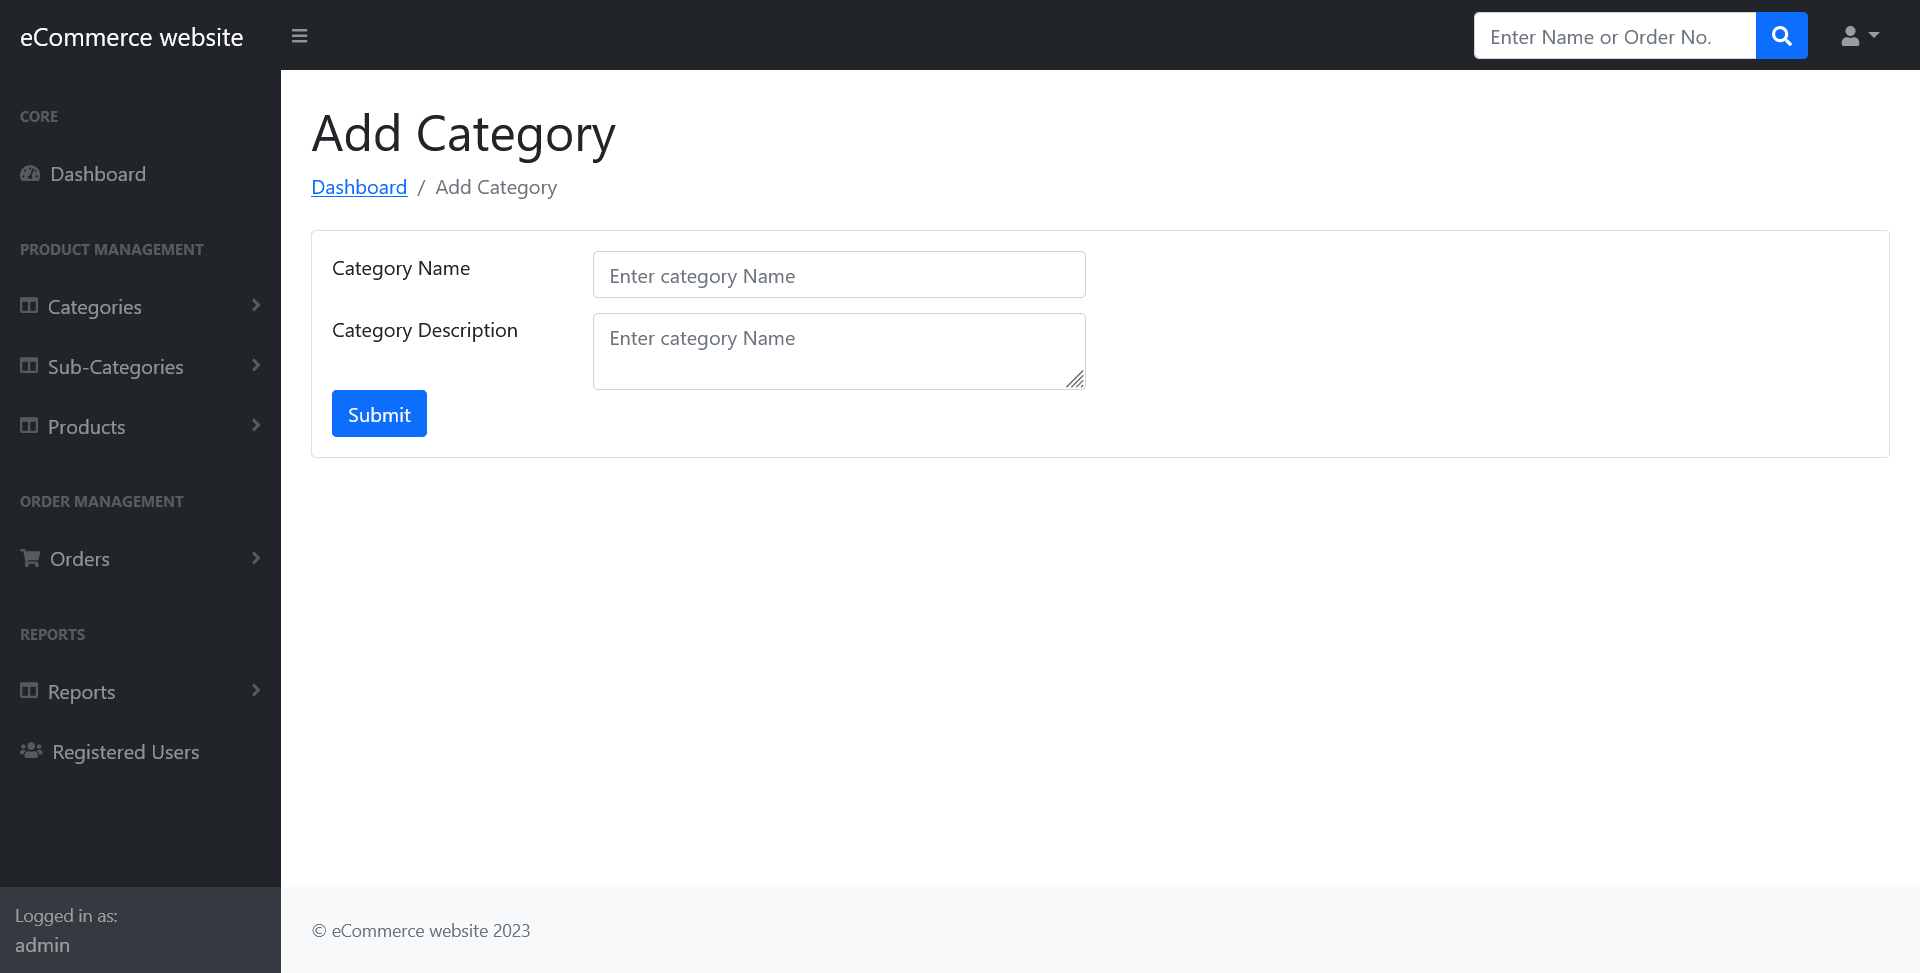 eCommerce website
Enter Name or Order No.
CORE
Dashboard
PRODUCT MANAGEMENT
Categories
Sub-Categories
Products
ORDER MANAGEMENT
Orders
REPORTS
Reports
Registered Users
Logged in as:
admin
Add Category
Dashboard / Add Category
Category Name
Enter category Name
Category Description
Enter category Name
Submit
© eCommerce website 2023